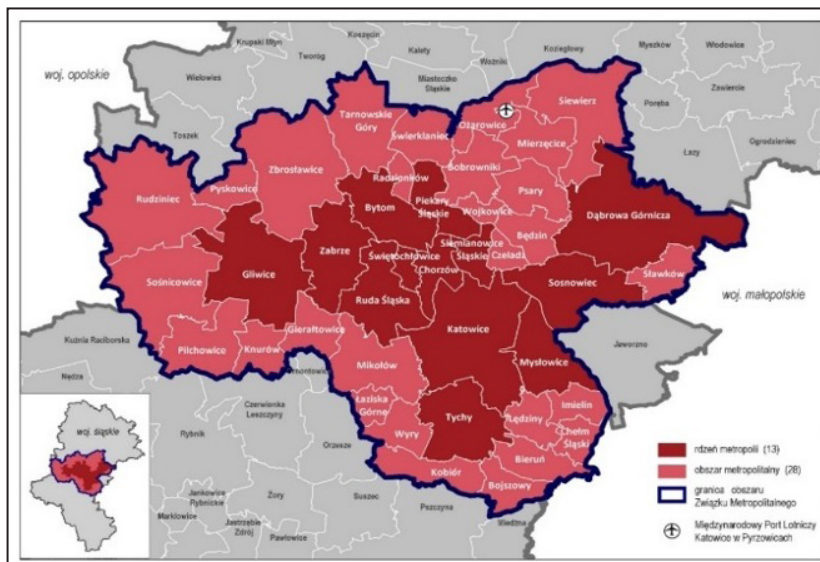 Koszęcin
Krupski Młyn
Tworóg
Kalety
Woźniki
Koziegłowy
Myszków
Włodowice
woj. opolskie
Wielowieś
Miasteczko
Śląskie
Zawiercie
Poręba
Toszek
Tarnowskie
Góry
Świerklaniec
Ożarowice
Siewierz
Ogrodzieniec
Łazy
Mierzęcice
Zbrosławice
Bobrowniki
Rudziniec
Pyskowice
Radzionków
Psary
Bytom
Piekary
Śląskie
Wojkowice
Dąbrowa Górnicza
Będzin
Siemianowice
Śląskie
Czeladź
Gliwice
Zabrze
Świętochłowice
Chorzów
Sośnicowice
Sosnowiec
Sławków
woj. małopolskie
Ruda Śląska
Katowice
Gierałtowice
Kuźnia Raciborska
Pilchowice
Knurów
Mikołów
Mysłowice
Jaworzno
Nędza
Ornontowice
Łaziska
Górne
Imielin
Czerwionka
Leszczyny
Tychy
Lędziny
Chełm
Śląski
woj. śląskie
Rybnik
Orzesze
Wyry
Bieruń
Kobiór
Bojszowy
Jankowice
Rybnickie
Żory
Suszec
Pszczyna
Miedźna
Marklowice
Jastrzębie
Zdrój
Pawłowice
rdzeń metropolii (13)
obszar metropolitalny (28)
granica obszaru
Związku Metropolitalnego
Międzynarodowy Port Lotniczy
Katowice w Pyrzowicach